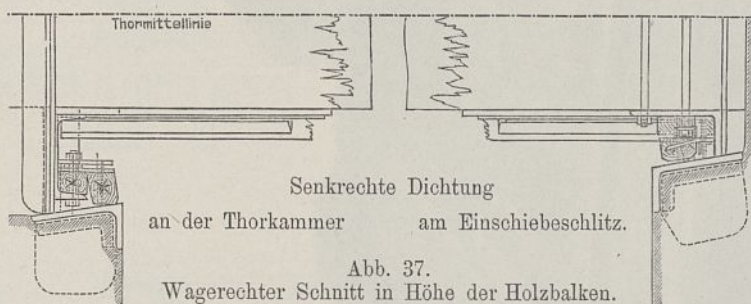 Thormittellinie
Senkrechte Dichtung
an der Thorkammer am Einschiebeschlitz.
Abb. 37.
Wagerechter Schnitt in Höhe der Holzbalken.